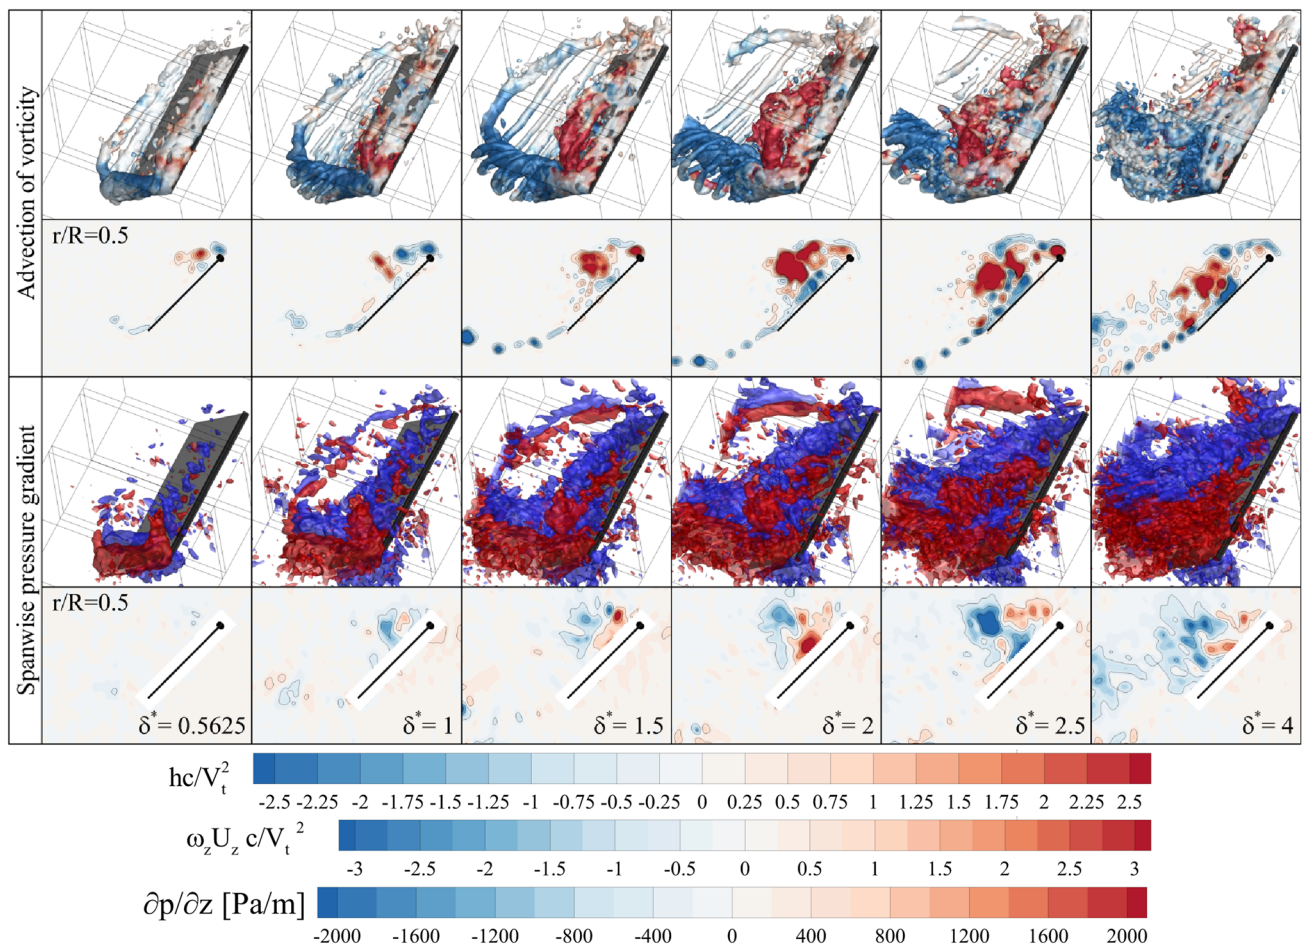 Advection of vorticity
r/R=0.5
Spanwise pressure gradient
r/R=0.5
δ* = 0.5625
δ* = 1
δ* = 1.5
δ* = 2
δ* = 2.5
δ* = 4
hc/V_t^2
-2.5 -2.25 -2 -1.75 -1.5 -1.25 -1 -0.75 -0.5 -0.25 0 0.25 0.5 0.75 1 1.25 1.5 1.75 2 2.25 2.5
ω_z U_z c/V_t^2
-3 -2.5 -2 -1.5 -1 -0.5 0 0.5 1 1.5 2 2.5 3
∂p/∂z [Pa/m]
-2000 -1600 -1200 -800 -400 0 400 800 1200 1600 2000